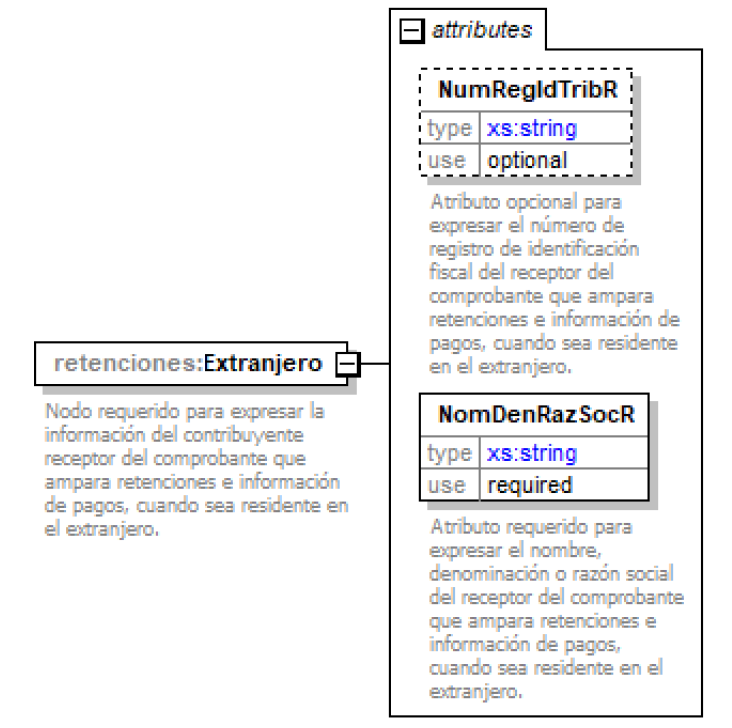 attributes
NumRegIdTribR
type xs:string
use optional
Atributo opcional para
expresar el número de
registro de identificación
fiscal del receptor del
comprobante que ampara
retenciones e información de
pagos, cuando sea residente
en el extranjero.
retenciones:Extranjero
Nodo requerido para expresar la
información del contribuyente
receptor del comprobante que
ampara retenciones e información
de pagos, cuando sea residente en
el extranjero.
NomDenRazSocR
type xs:string
use required
Atributo requerido para
expresar el nombre,
denominación o razón social
del receptor del comprobante
que ampara retenciones e
información de pagos,
cuando sea residente en el
extranjero.